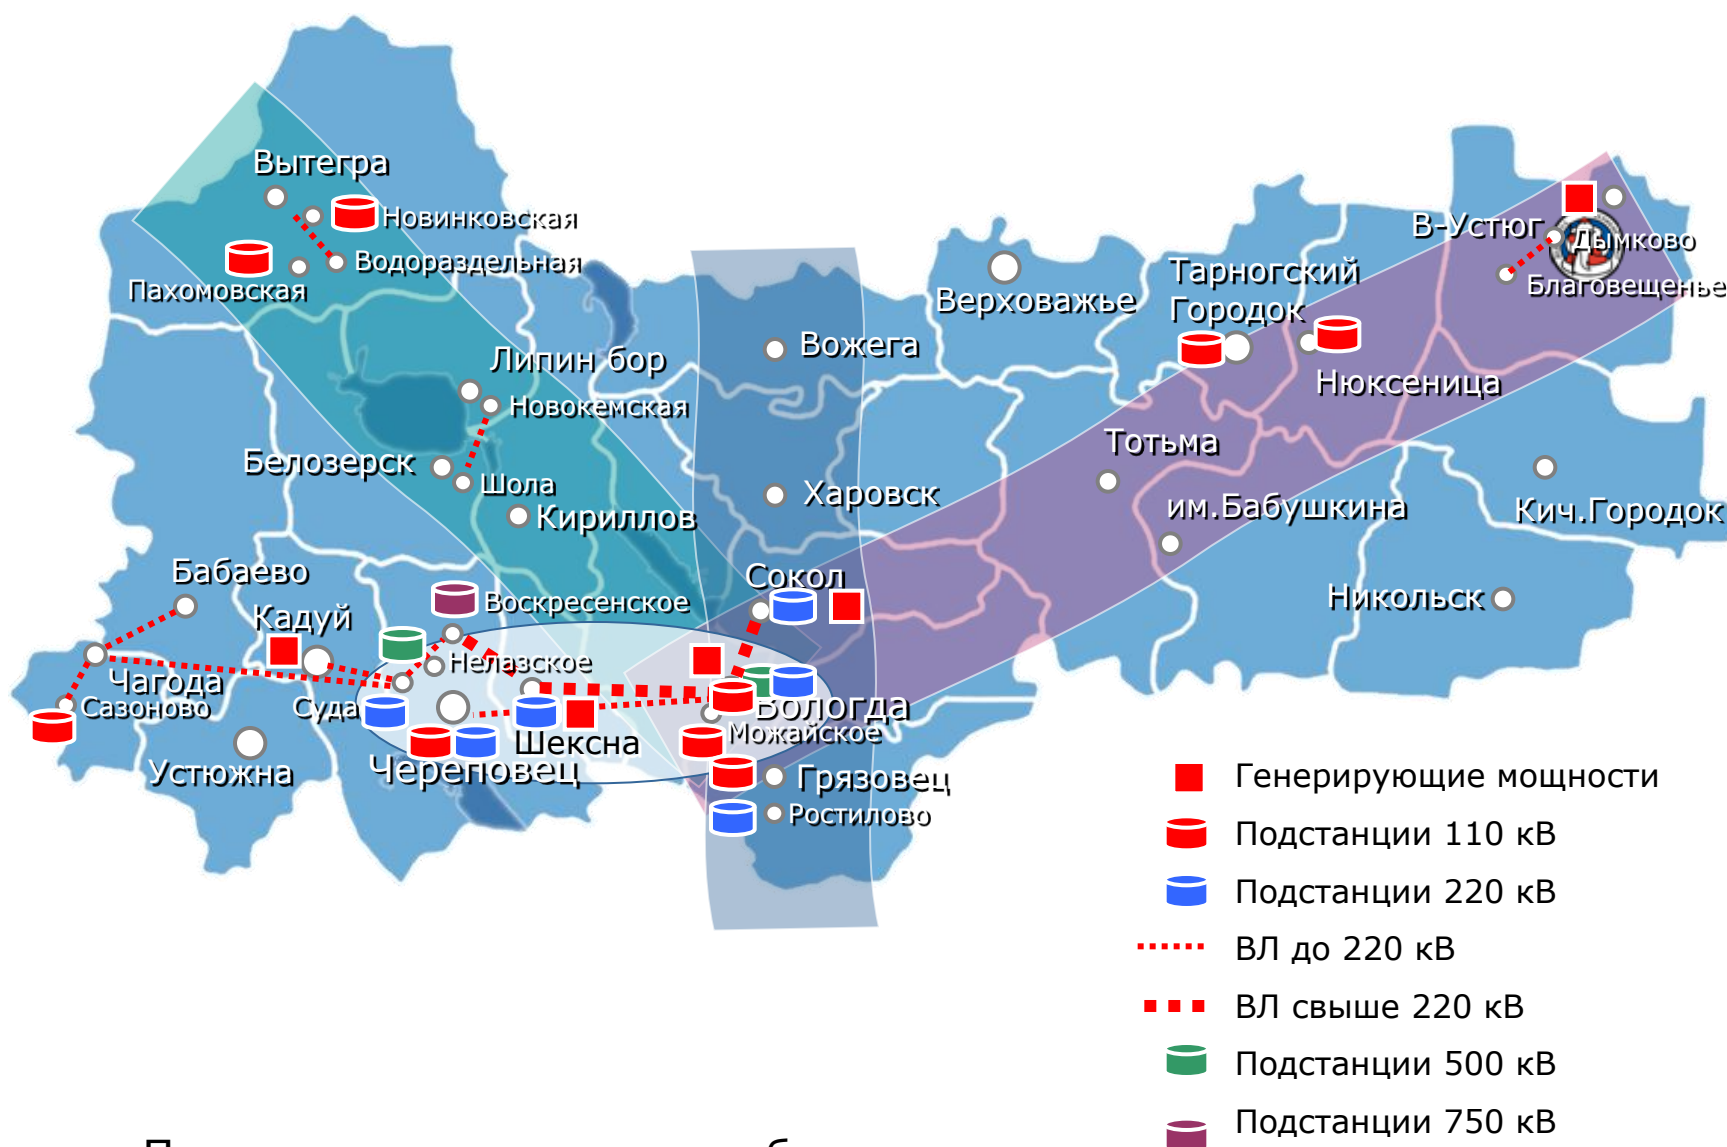 Вытегра
Новинковская
Водораздельная
Пахомовская
В-Устюг
Дымково
Благовещенье
Тарногский
Городок
Верховажье
Вожега
Липин бор
Новокемская
Нюксеница
Тотьма
Белозерск
Шола
Харовск
Кириллов
им.Бабушкина
Кич.Городок
Бабаево
Сокол
Воскресенское
Никольск
Кадуй
Нелазское
Чагода
Сазоново
Суда
Вологда
Можайское
Шексна
Устюжна
Череповец
Грязовец
Ростилово
Генерирующие мощности
Подстанции 110 кВ
Подстанции 220 кВ
ВЛ до 220 кВ
ВЛ свыше 220 кВ
Подстанции 500 кВ
Подстанции 750 кВ